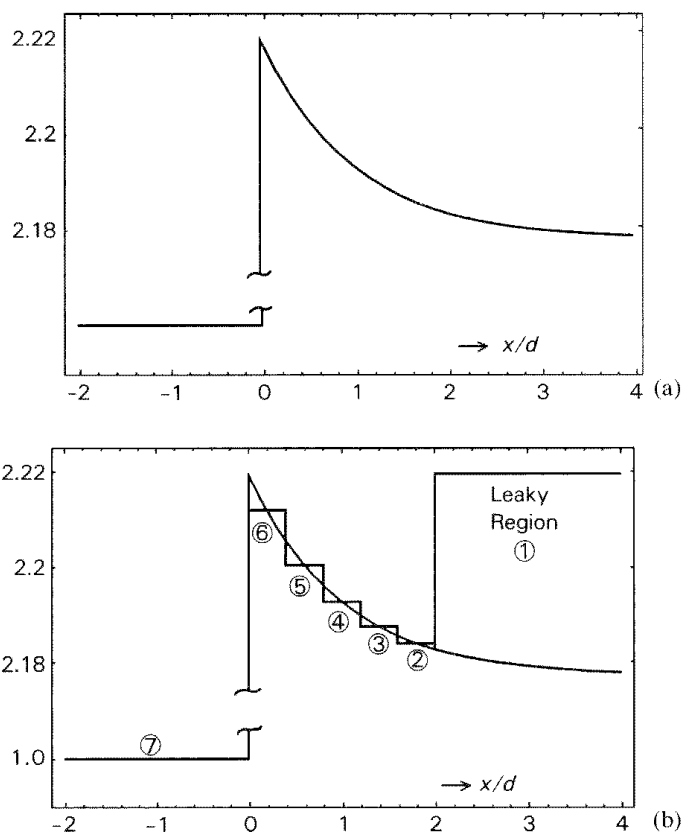 2.22
2.2
2.18
→ x/d
-2 -1 0 1 2 3 4 (a)
2.22
2.2
2.18
1.0
Leaky
Region
①
⑥
⑤
④
③
②
⑦
→ x/d
-2 -1 0 1 2 3 4 (b)